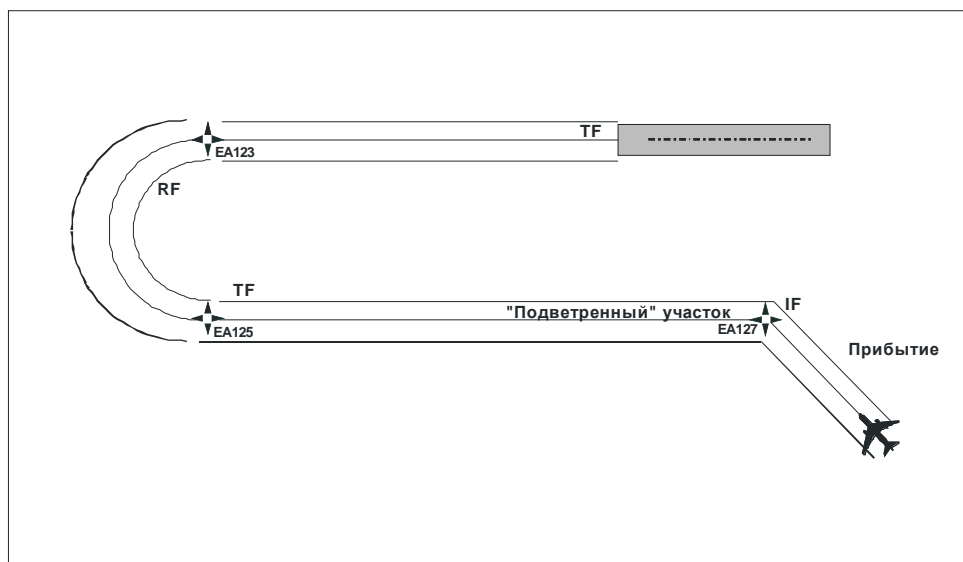 TF
EA123
RF
TF
IF
"Подветренный" участок
EA125
EA127
Прибытие